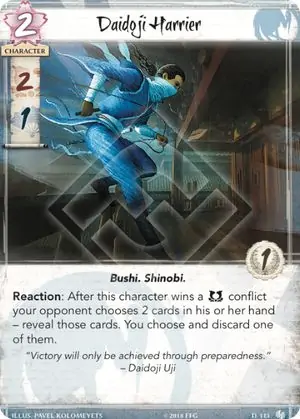 2
Daidoji Harrier
CHARACTER
2
1
1
Bushi. Shinobi.
Reaction: After this character wins a conflict
your opponent chooses 2 cards in his or her hand
– reveal those cards. You choose and discard one
of them.
"Victory will only be achieved through preparedness."
– Daidoji Uji
ILLUS. PAVEL KOLOMEYETS
©2018 FFG